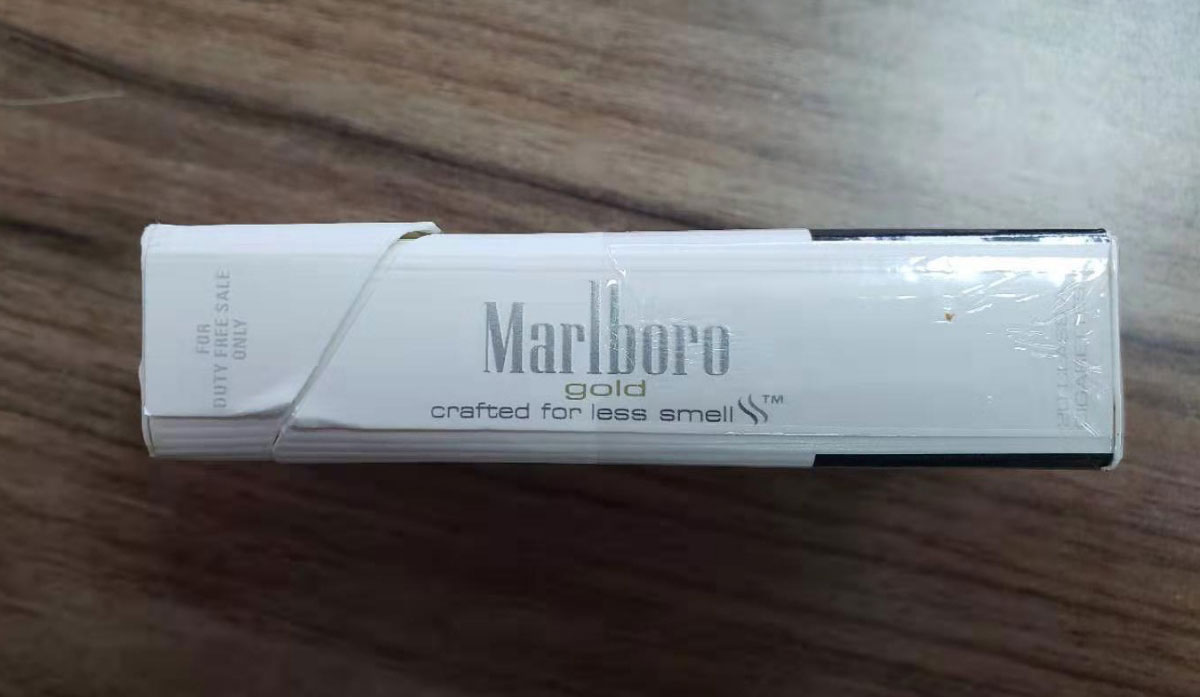 FOR
DUTY FREE SALE
ONLY
Marlboro
gold
crafted for less smell™